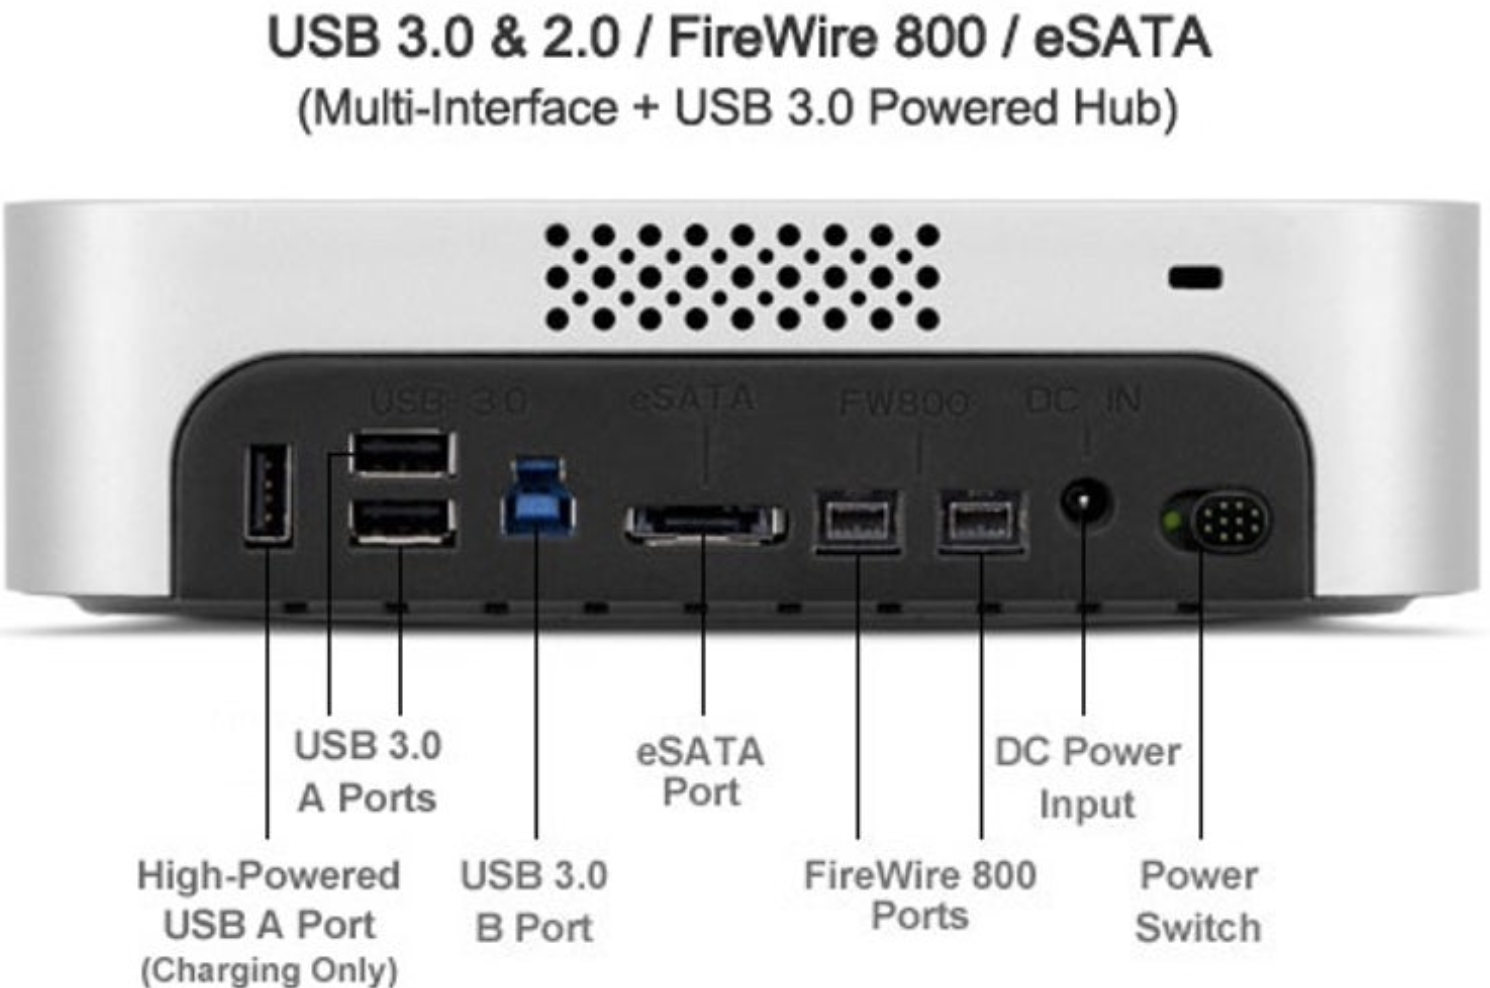 USB 3.0 & 2.0 / FireWire 800 / eSATA
(Multi-Interface + USB 3.0 Powered Hub)
USB 3.0
eSATA
FW800
DC IN
USB 3.0
A Ports
eSATA
Port
DC Power
Input
High-Powered
USB A Port
(Charging Only)
USB 3.0
B Port
FireWire 800
Ports
Power
Switch